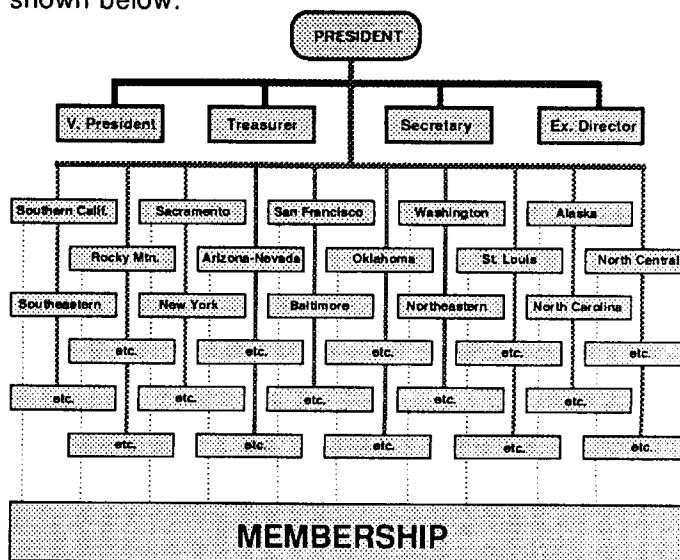 shown below.
PRESIDENT
V. President Treasurer Secretary Ex. Director
Southern Calif. Sacramento San Francisco Washington Alaska
Rocky Mtn. Arizona-Nevada Oklahoma St. Louis North Central
Southeastern New York Baltimore Northeastern North Carolina
etc. etc. etc. etc. etc.
etc. etc. etc. etc. etc.
etc. etc. etc. etc. etc.
MEMBERSHIP